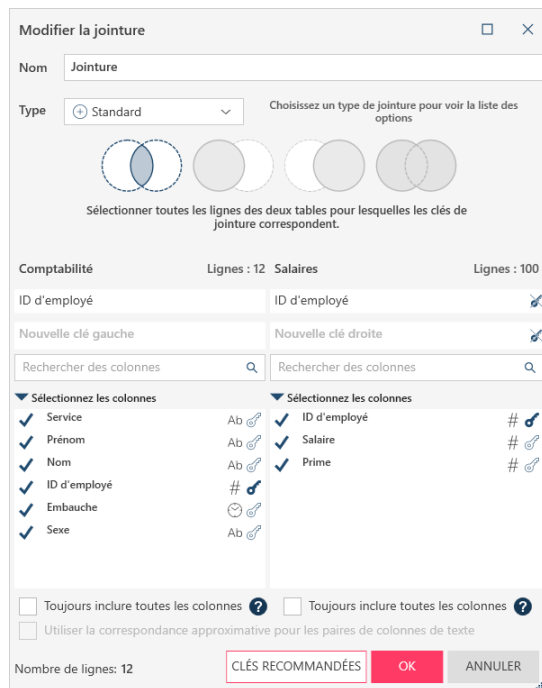 Modifier la jointure
Nom Jointure
Type Standard
Choisissez un type de jointure pour voir la liste des
options
Sélectionner toutes les lignes des deux tables pour lesquelles les clés de
jointure correspondent.
Comptabilité Lignes : 12 Salaires Lignes : 100
ID d'employé ID d'employé
Nouvelle clé gauche Nouvelle clé droite
Rechercher des colonnes Rechercher des colonnes
Sélectionnez les colonnes Sélectionnez les colonnes
Service Ab ID d'employé #
Prénom Ab Salaire #
Nom Ab Prime #
ID d'employé #
Embauche
Sexe Ab
Toujours inclure toutes les colonnes ? Toujours inclure toutes les colonnes ?
Utiliser la correspondance approximative pour les paires de colonnes de texte
Nombre de lignes: 12 CLÉS RECOMMANDÉES OK ANNULER